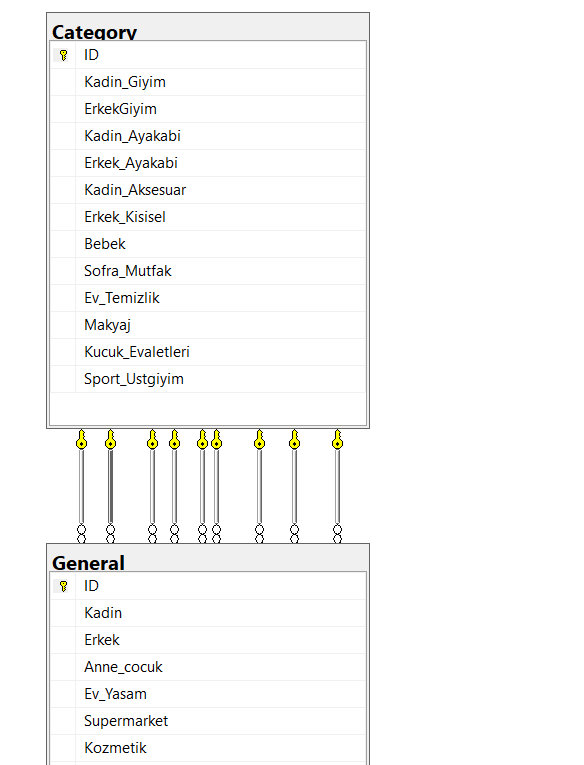 Category
ID
Kadin_Giyim
ErkekGiyim
Kadin_Ayakabi
Erkek_Ayakabi
Kadin_Aksesuar
Erkek_Kisisel
Bebek
Sofra_Mutfak
Ev_Temizlik
Makyaj
Kucuk_Evaletleri
Sport_Ustgiyim
General
ID
Kadin
Erkek
Anne_cocuk
Ev_Yasam
Supermarket
Kozmetik